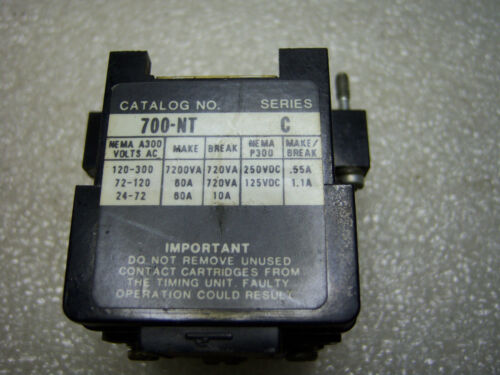 CATALOG NO. SERIES
700-NT C
NEMA A300 VOLTS AC MAKE BREAK NEMA P300 MAKE/ BREAK
120-300 7200VA 720VA 250VDC .55A
72-120 60A 720VA 125VDC 1.1A
24-72 60A 10A
IMPORTANT
DO NOT REMOVE UNUSED
CONTACT CARTRIDGES FROM
THE TIMING UNIT. FAULTY
OPERATION COULD RESULT.